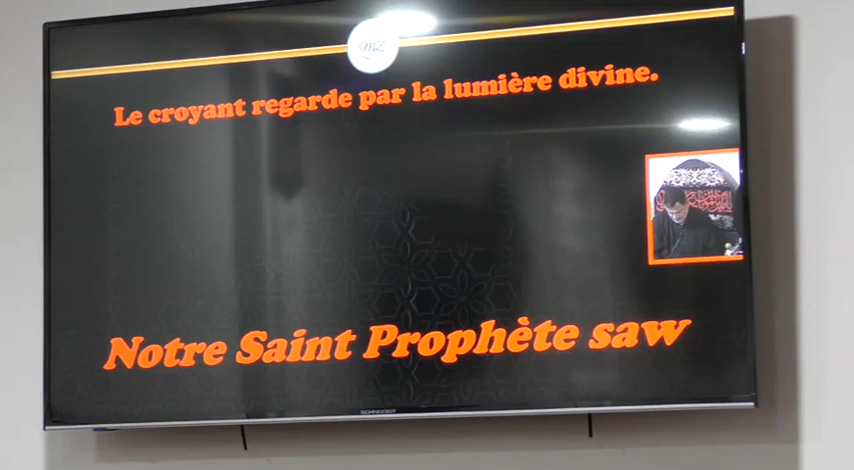 Le croyant regarde par la lumière divine.
Notre Saint Prophète saw